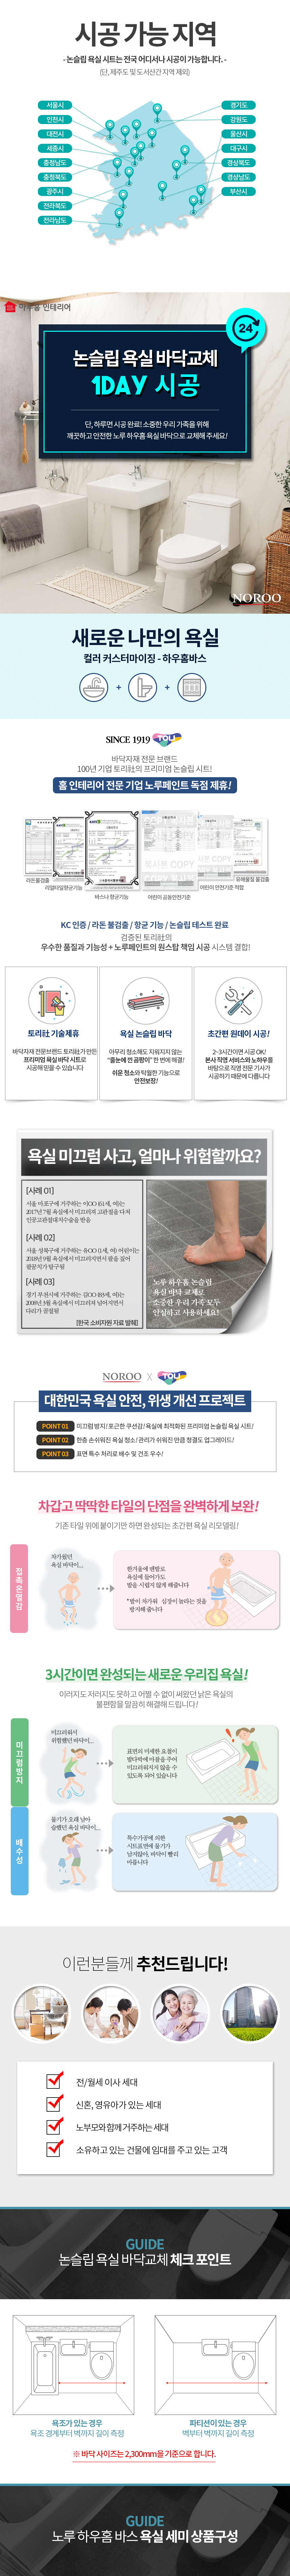 시공 가능 지역
- 논슬립 욕실 시트는 전국 어디서나 시공이 가능합니다. -
(단, 제주도 및 도서산간 지역 제외)
서울시
인천시
대전시
세종시
충청남도
충청북도
광주시
전라북도
전라남도
경기도
강원도
울산시
대구시
경상북도
경상남도
부산시
하우홈 인테리어
24
논슬립 욕실 바닥교체
1DAY 시공
단, 하루면 시공 완료! 소중한 우리 가족을 위해
깨끗하고 안전한 노루 하우홈 욕실 바닥으로 교체해 주세요!
NOROO
새로운 나만의 욕실
컬러 커스터마이징 - 하우홈바스
+ +
SINCE 1919 TOLI
바닥자재 전문 브랜드
100년 기업 토리社의 프리미엄 논슬립 시트!
홈 인테리어 전문 기업 노루페인트 독점 제휴!
라돈불검출
리얼타일항균기능
바스나 항균기능
어린이 공동안전기준
어린이 안전기준 적합
유해물질 불검출
KC 인증 / 라돈 불검출 / 항균 기능 / 논슬립 테스트 완료
검증된 토리社의
우수한 품질과 기능성 + 노루페인트의 원스탑 책임 시공 시스템 결합!
토리社 기술제휴
바닥자재 전문브랜드 토리社가 만든
프리미엄 욕실 바닥 시트로
시공해 믿을 수 있습니다
욕실 논슬립 바닥
아무리 청소해도 지워지지 않는
"줄눈에 낀 곰팡이" 한 번에 해결!
쉬운 청소와 탁월한 기능으로
안전보장!
초간편 원데이 시공!
2~3시간이면 시공 OK!
본사 직영 서비스와 노하우를
바탕으로 직영 전문 기사가
시공하기 때문에 다릅니다
욕실 미끄럼 사고, 얼마나 위험할까요?
[사례 01]
서울 마포구에 거주하는 이OO (61세, 여)는
2017년 7월 욕실에서 미끄러져 고관절을 다쳐
인공고관절대치수술을 받음
[사례 02]
서울 성북구에 거주하는 류OO (1세, 여) 어린이는
2018년 9월 욕실에서 미끄러지면서 팔을 짚어
팔꿈치가 탈구됨
[사례 03]
경기 부천시에 거주하는 김OO (63세, 여)는
2008년 3월 욕실에서 미끄러져 넘어지면서
다리가 골절됨
[한국 소비자원 자료 발췌]
노루 하우홈 논슬립
욕실 바닥 교체로
소중한 우리 가족 모두
안심하고 사용하세요!
NOROO X TOLI
대한민국 욕실 안전, 위생 개선 프로젝트
POINT 01 미끄럼 방지! 포근한 쿠션감! 욕실에 최적화된 프리미엄 논슬립 욕실 시트!
POINT 02 한층 손쉬워진 욕실 청소! 관리가 쉬워진 만큼 청결도 업그레이드!
POINT 03 표면 특수 처리로 배수 및 건조 우수!
차갑고 딱딱한 타일의 단점을 완벽하게 보완!
기존 타일 위에 붙이기만 하면 완성되는 초간편 욕실 리모델링!
접촉온열감
차가웠던
욕실 바닥이...
한겨울에 맨발로
욕실에 들어가도
발을 시렵지 않게 해줍니다
*발이 차가워 심장이 놀라는 것을
방지해 줍니다
3시간이면 완성되는 새로운 우리집 욕실!
이러지도 저러지도 못하고 어쩔 수 없이 써왔던 낡은 욕실의
불편함을 말끔히 해결해 드립니다!
미끄럼방지
미끄러워서
위험했던 바닥이...
표면의 미세한 요철이
발다닥에 마찰을 주어
미끄러워지지 않을 수
있도록 되어 있습니다
배수성
물기가 오래 남아
습했던 욕실 바닥이...
특수가공에 의한
시트표면에 물기가
남지않아, 바닥이 빨리
마릅니다
이런분들께 추천드립니다!
전/월세 이사 세대
신혼, 영유아가 있는 세대
노부모와 함께 거주하는 세대
소유하고 있는 건물에 임대를 주고 있는 고객
GUIDE
논슬립 욕실 바닥교체 체크 포인트
욕조가 있는 경우
욕조 경계부터 벽까지 길이 측정
파티션이 있는 경우
벽부터 벽까지 길이 측정
※ 바닥 사이즈는 2,300mm을 기준으로 합니다.
GUIDE
노루 하우홈 바스 욕실 세미 상품구성